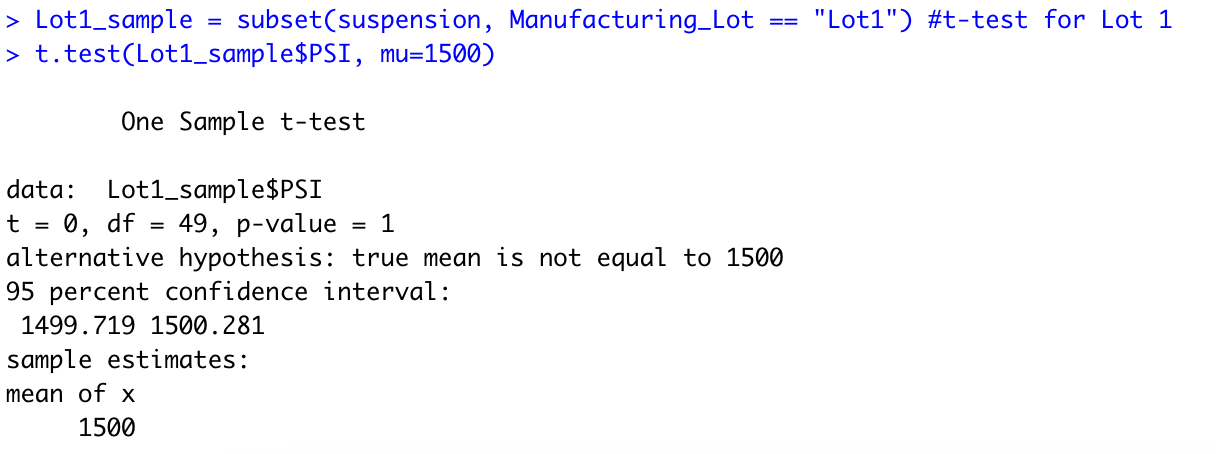 > Lot1_sample = subset(suspension, Manufacturing_Lot == "Lot1") #t-test for Lot 1
> t.test(Lot1_sample$PSI, mu=1500)
One Sample t-test
data:  Lot1_sample$PSI
t = 0, df = 49, p-value = 1
alternative hypothesis: true mean is not equal to 1500
95 percent confidence interval:
 1499.719 1500.281
sample estimates:
mean of x
     1500